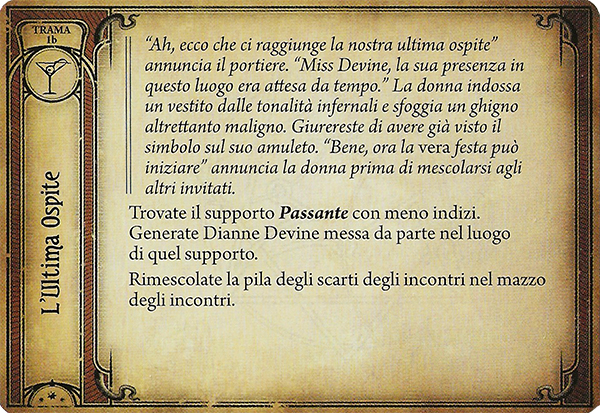 TRAMA
1b
L'Ultima Ospite
“Ah, ecco che ci raggiunge la nostra ultima ospite”
annuncia il portiere. “Miss Devine, la sua presenza in
questo luogo era attesa da tempo.” La donna indossa
un vestito dalle tonalità infernali e sfoggia un ghigno
altrettanto maligno. Giurereste di avere già visto il
simbolo sul suo amuleto. “Bene, ora la vera festa può
iniziare” annuncia la donna prima di mescolarsi agli
altri invitati.
Trovate il supporto Passante con meno indizi.
Generate Dianne Devine messa da parte nel luogo
di quel supporto.
Rimescolate la pila degli scarti degli incontri nel mazzo
degli incontri.